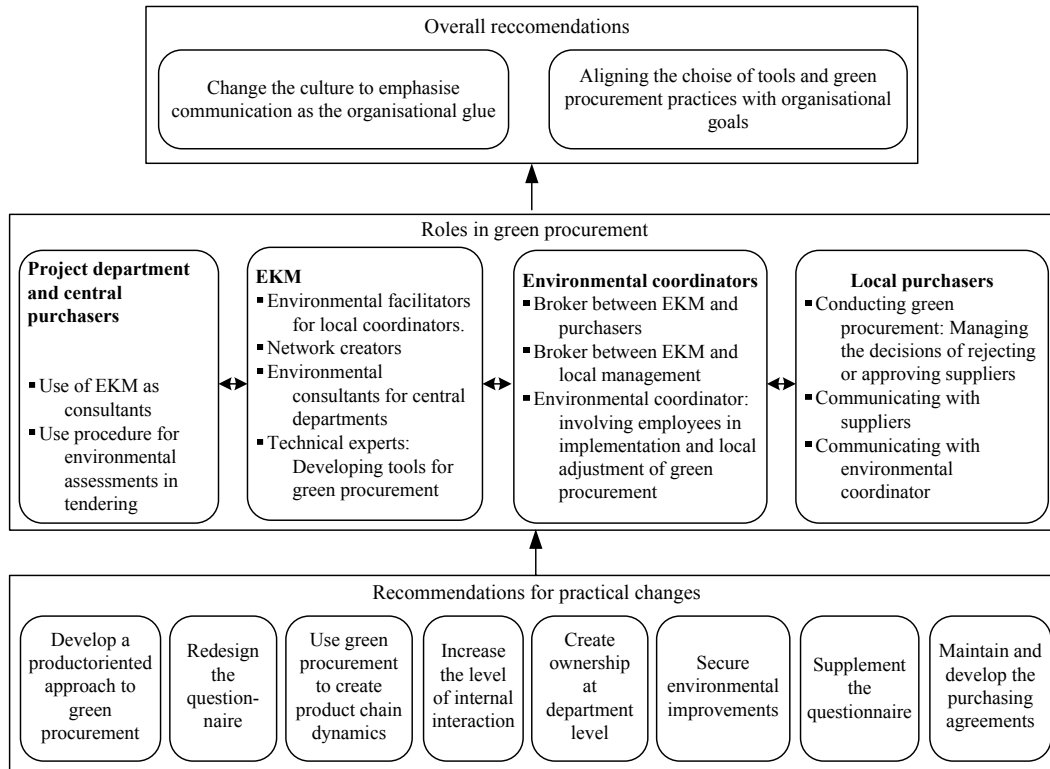 Overall reccomendations
Change the culture to emphasise
communication as the organisational glue
Aligning the choise of tools and green
procurement practices with organisational
goals
Roles in green procurement
Project department
and central
purchasers
▪ Use of EKM as
consultants
▪ Use procedure for
environmental
assessments in
tendering
EKM
▪ Environmental facilitators
for local coordinators.
▪ Network creators
▪ Environmental
consultants for central
departments
▪ Technical experts:
Developing tools for
green procurement
Environmental coordinators
▪ Broker between EKM and
purchasers
▪ Broker between EKM and
local management
▪ Environmental coordinator:
involving employees in
implementation and local
adjustment of green
procurement
Local purchasers
▪ Conducting green
procurement: Managing
the decisions of rejecting
or approving suppliers
▪ Communicating with
suppliers
▪ Communicating with
environmental
coordinator
Recommendations for practical changes
Develop a
productoriented
approach to
green
procurement
Redesign
the
question-
naire
Use green
procurement
to create
product chain
dynamics
Increase
the level
of internal
interaction
Create
ownership
at
department
level
Secure
environmental
improvements
Supplement
the
questionnaire
Maintain and
develop the
purchasing
agreements